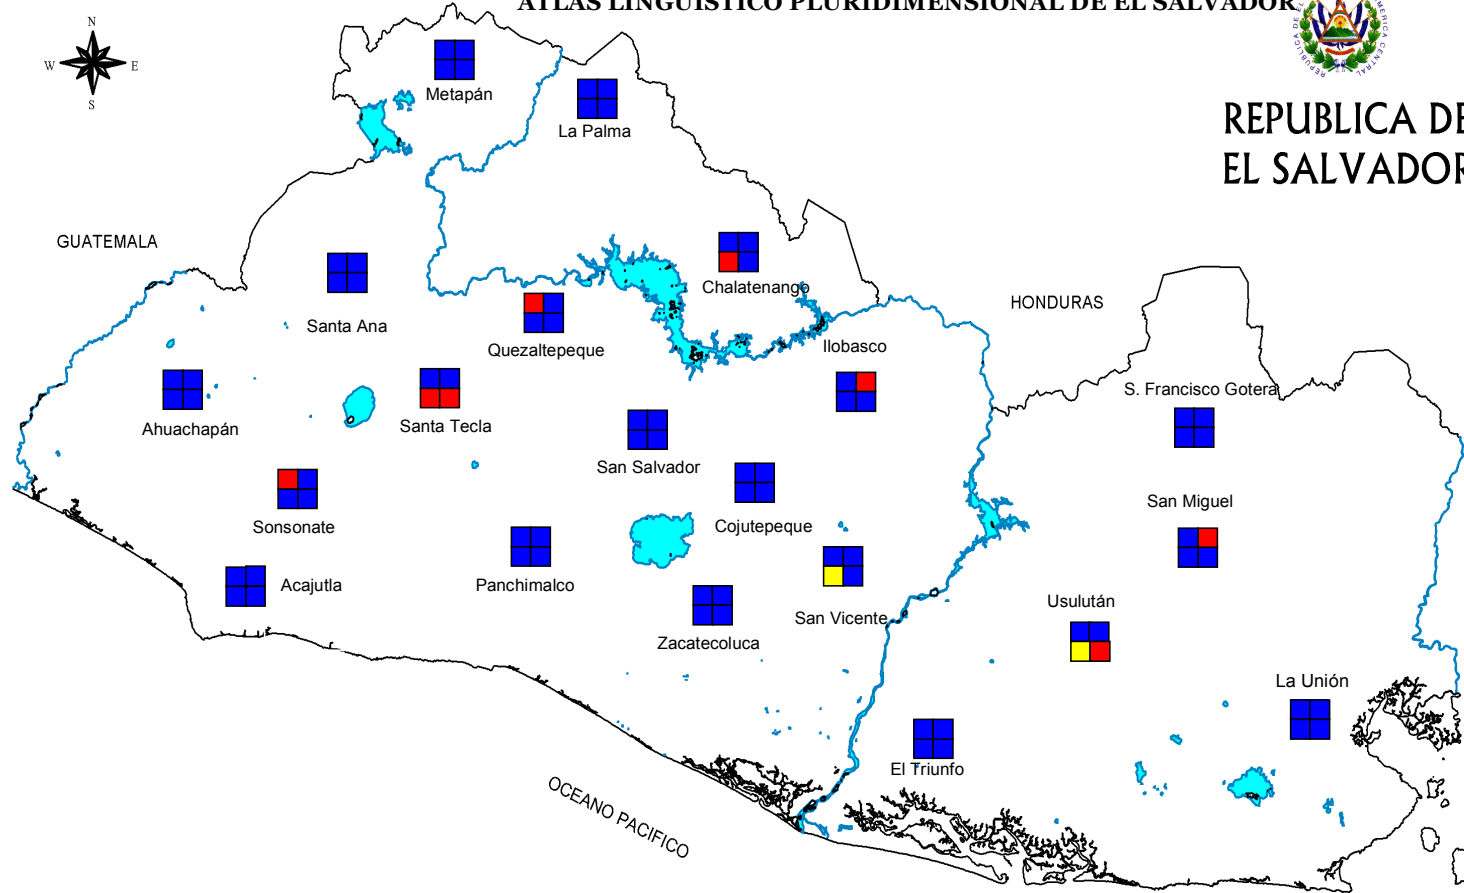 ATLAS LINGÜÍSTICO PLURIDIMENSIONAL DE EL SALVADOR
N
W E
S
REPUBLICA DE
EL SALVADOR
Metapán
La Palma
GUATEMALA
Chalatenango
HONDURAS
Santa Ana
Quezaltepeque
Ilobasco
S. Francisco Gotera
Ahuachapán
Santa Tecla
San Salvador
San Miguel
Sonsonate
Cojutepeque
Acajutla
Panchimalco
Usulután
San Vicente
Zacatecoluca
La Unión
El Triunfo
OCEANO PACIFICO